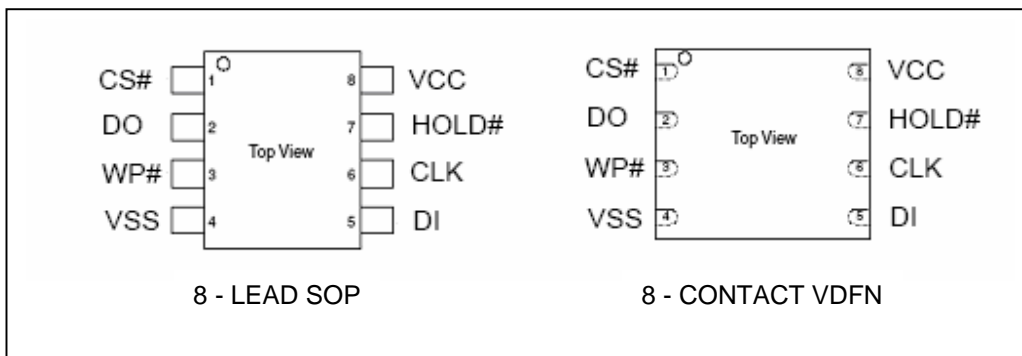 CS# 1 8 VCC
DO 2 7 HOLD#
Top View
WP# 3 6 CLK
VSS 4 5 DI
8 - LEAD SOP
CS# 1 8 VCC
DO 2 7 HOLD#
Top View
WP# 3 6 CLK
VSS 4 5 DI
8 - CONTACT VDFN